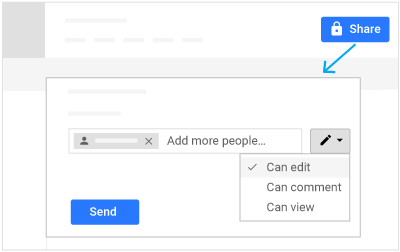 Share
Add more people...
Can edit
Can comment
Can view
Send